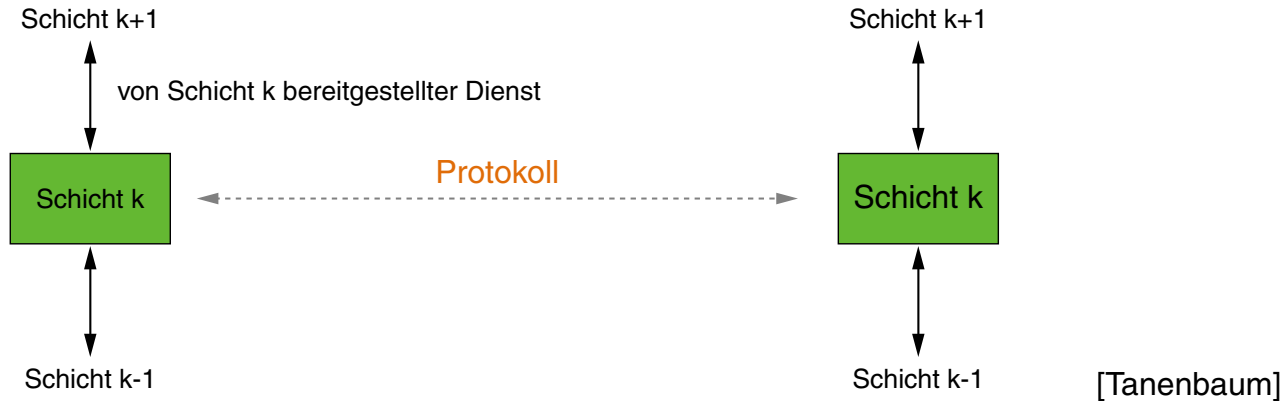 Schicht k+1
Schicht k+1
von Schicht k bereitgestellter Dienst
Protokoll
Schicht k
Schicht k
Schicht k-1
Schicht k-1
[Tanenbaum]